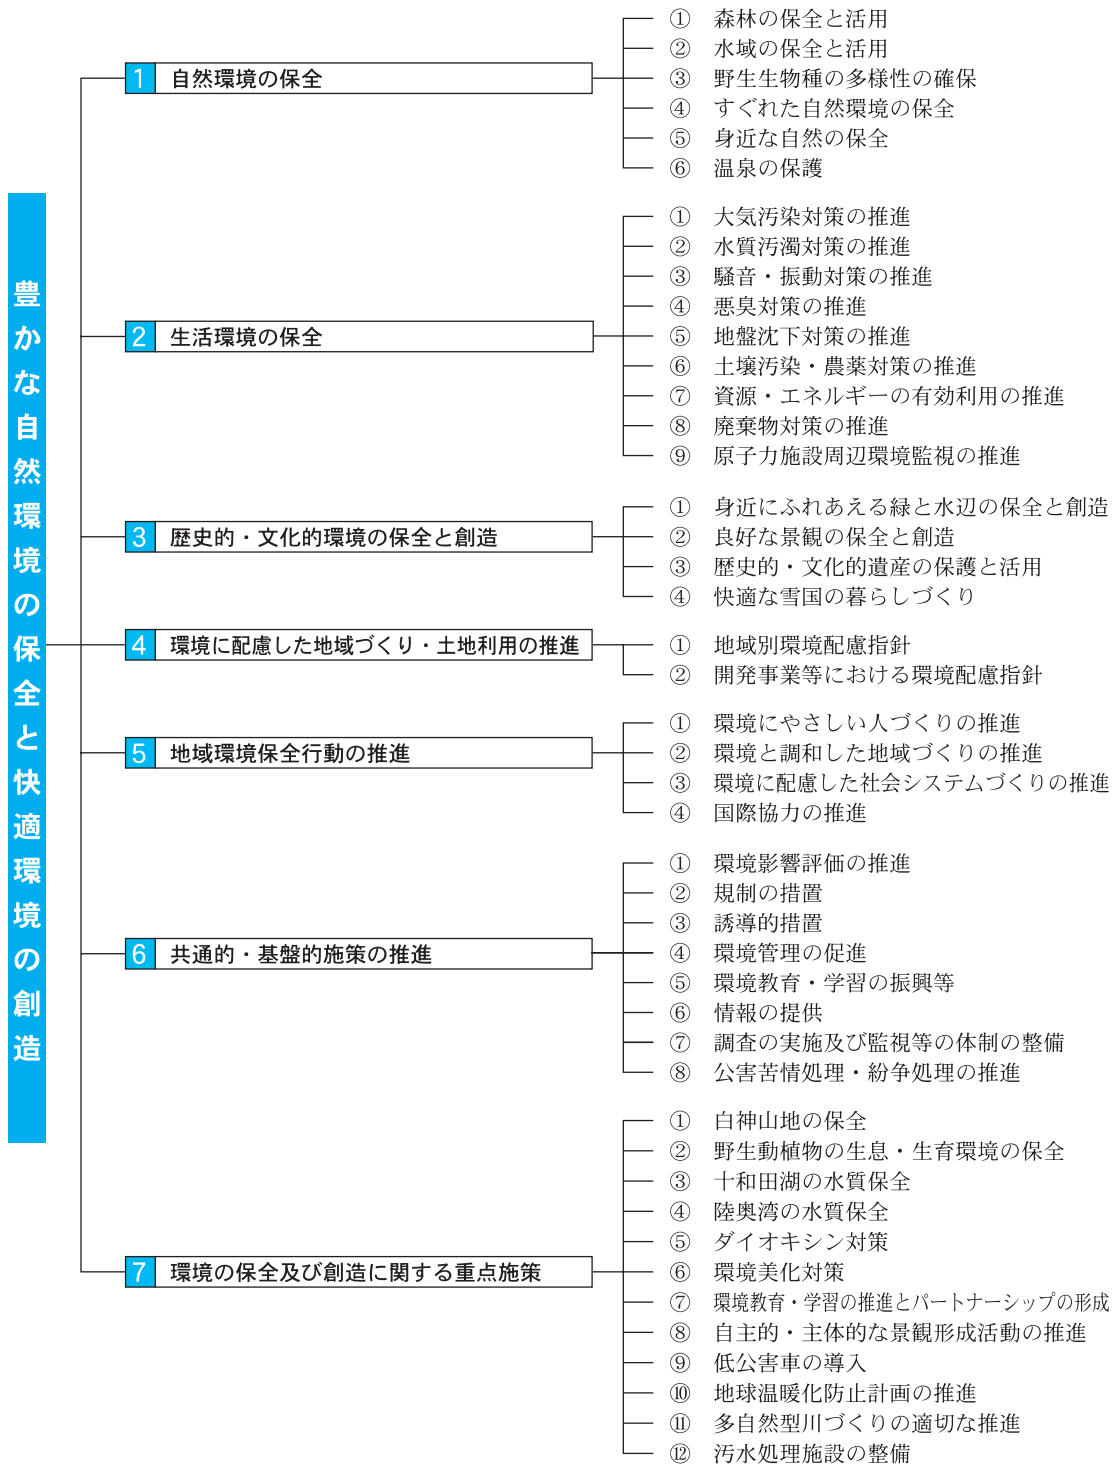 豊かな自然環境の保全と快適環境の創造
1 自然環境の保全
① 森林の保全と活用
② 水域の保全と活用
③ 野生生物種の多様性の確保
④ すぐれた自然環境の保全
⑤ 身近な自然の保全
⑥ 温泉の保護
2 生活環境の保全
① 大気汚染対策の推進
② 水質汚濁対策の推進
③ 騒音・振動対策の推進
④ 悪臭対策の推進
⑤ 地盤沈下対策の推進
⑥ 土壌汚染・農薬対策の推進
⑦ 資源・エネルギーの有効利用の推進
⑧ 廃棄物対策の推進
⑨ 原子力施設周辺環境監視の推進
3 歴史的・文化的環境の保全と創造
① 身近にふれあえる緑と水辺の保全と創造
② 良好な景観の保全と創造
③ 歴史的・文化的遺産の保護と活用
④ 快適な雪国の暮らしづくり
4 環境に配慮した地域づくり・土地利用の推進
① 地域別環境配慮指針
② 開発事業等における環境配慮指針
5 地域環境保全行動の推進
① 環境にやさしい人づくりの推進
② 環境と調和した地域づくりの推進
③ 環境に配慮した社会システムづくりの推進
④ 国際協力の推進
6 共通的・基盤的施策の推進
① 環境影響評価の推進
② 規制の措置
③ 誘導的措置
④ 環境管理の促進
⑤ 環境教育・学習の振興等
⑥ 情報の提供
⑦ 調査の実施及び監視等の体制の整備
⑧ 公害苦情処理・紛争処理の推進
7 環境の保全及び創造に関する重点施策
① 白神山地の保全
② 野生動植物の生息・生育環境の保全
③ 十和田湖の水質保全
④ 陸奥湾の水質保全
⑤ ダイオキシン対策
⑥ 環境美化対策
⑦ 環境教育・学習の推進とパートナーシップの形成
⑧ 自主的・主体的な景観形成活動の推進
⑨ 低公害車の導入
⑩ 地球温暖化防止計画の推進
⑪ 多自然型川づくりの適切な推進
⑫ 汚水処理施設の整備